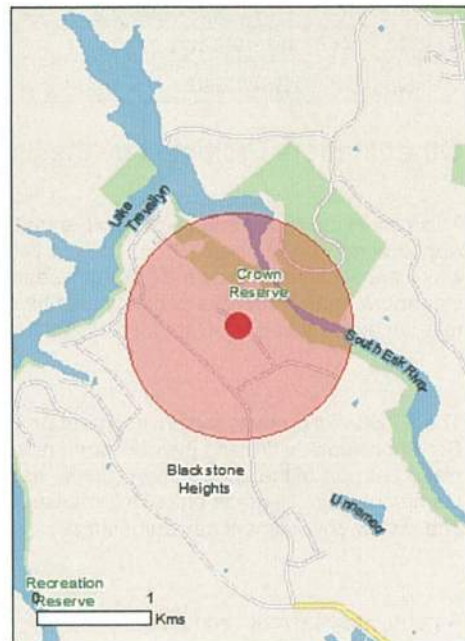 Lake
Trevallyn
Crown
Reserve
South Esk River
Blackstone
Heights
Unnamed
Recreation
Reserve
0 1
Kms